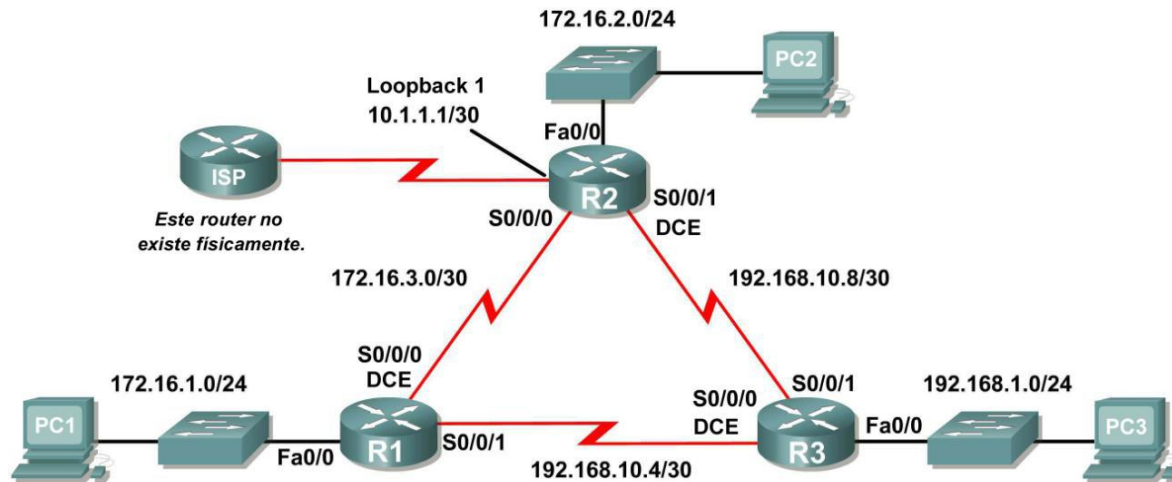 172.16.2.0/24
PC2
Loopback 1
10.1.1.1/30
Fa0/0
ISP
R2
S0/0/1
DCE
S0/0/0
Este router no
existe físicamente.
172.16.3.0/30
192.168.10.8/30
S0/0/0
DCE
172.16.1.0/24
S0/0/1
192.168.1.0/24
S0/0/0
DCE
PC1
Fa0/0
R1
S0/0/1
192.168.10.4/30
R3
Fa0/0
PC3